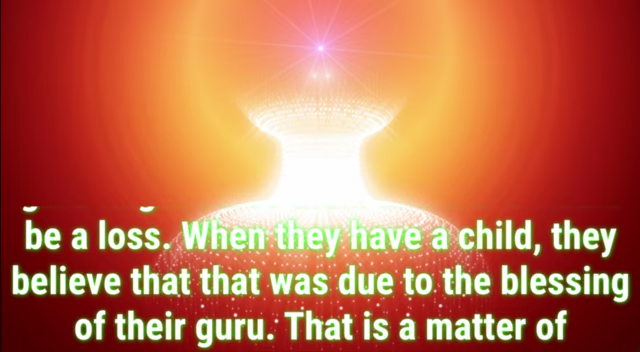 be a loss. When they have a child, they
believe that that was due to the blessing
of their guru. That is a matter of